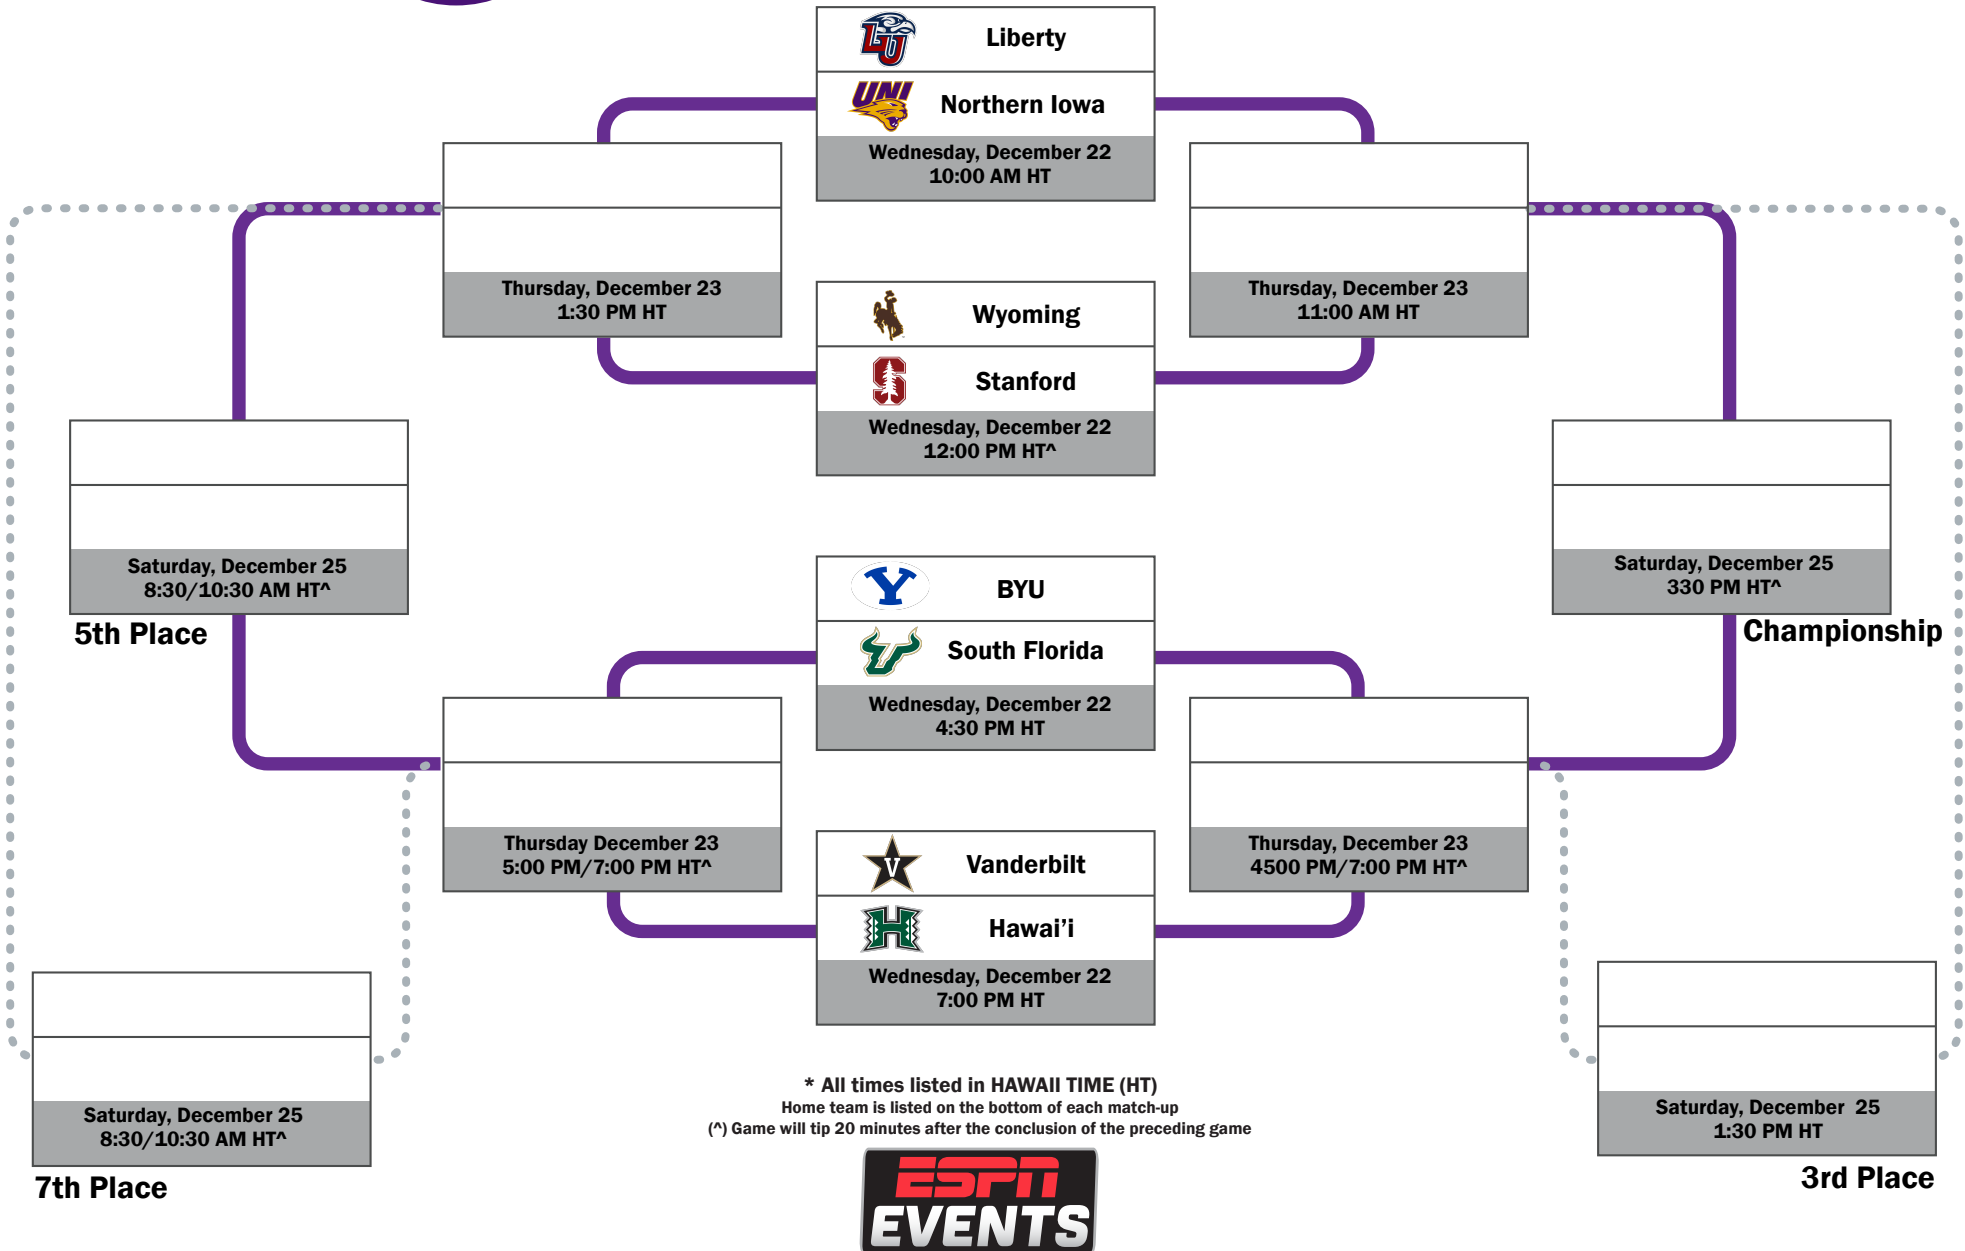 Liberty
UNI
Northern Iowa
Wednesday, December 22
10:00 AM HT
Thursday, December 23
1:30 PM HT
Thursday, December 23
11:00 AM HT
Wyoming
Stanford
Wednesday, December 22
12:00 PM HT^
Saturday, December 25
8:30/10:30 AM HT^
5th Place
Saturday, December 25
330 PM HT^
Championship
BYU
South Florida
Wednesday, December 22
4:30 PM HT
Thursday December 23
5:00 PM/7:00 PM HT^
Thursday, December 23
4500 PM/7:00 PM HT^
Vanderbilt
Hawai’i
Wednesday, December 22
7:00 PM HT
Saturday, December 25
8:30/10:30 AM HT^
7th Place
Saturday, December 25
1:30 PM HT
3rd Place
* All times listed in HAWAII TIME (HT)
Home team is listed on the bottom of each match-up
(^) Game will tip 20 minutes after the conclusion of the preceding game
ESPN
EVENTS